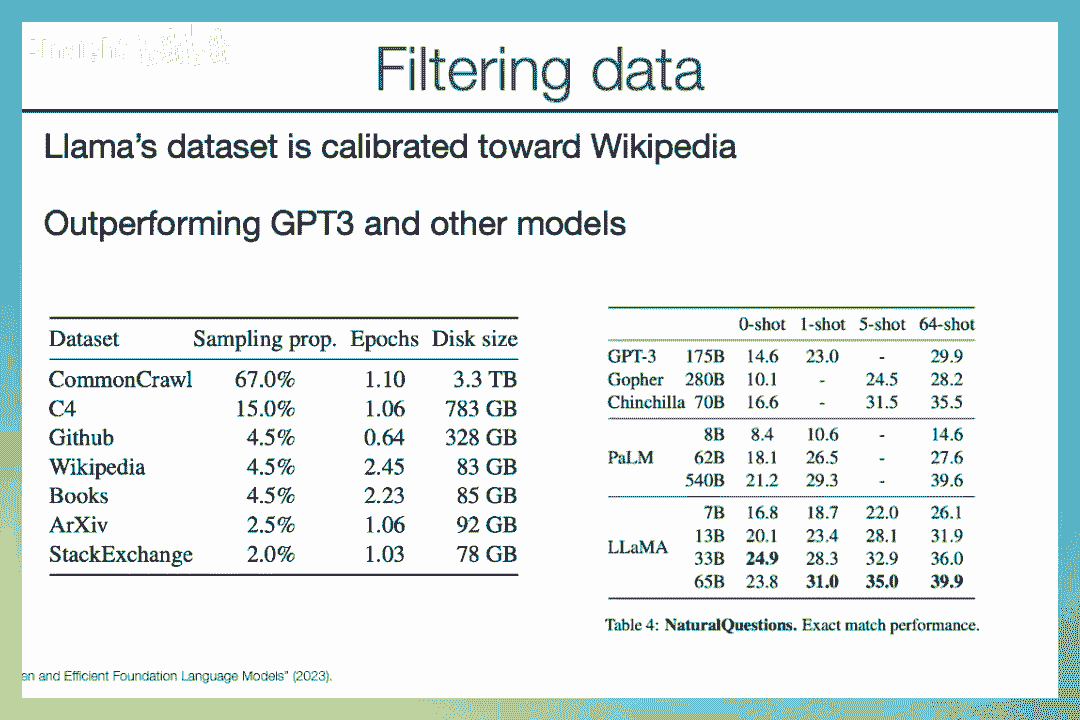 Filtering data
Llama's dataset is calibrated toward Wikipedia
Outperforming GPT3 and other models
Dataset Sampling prop. Epochs Disk size
CommonCrawl 67.0% 1.10 3.3 TB
C4 15.0% 1.06 783 GB
Github 4.5% 0.64 328 GB
Wikipedia 4.5% 2.45 83 GB
Books 4.5% 2.23 85 GB
ArXiv 2.5% 1.06 92 GB
StackExchange 2.0% 1.03 78 GB
0-shot 1-shot 5-shot 64-shot
GPT-3 175B 14.6 23.0 - 29.9
Gopher 280B 10.1 - 24.5 28.2
Chinchilla 70B 16.6 - 31.5 35.5
8B 8.4 10.6 - 14.6
PaLM 62B 18.1 26.5 - 27.6
540B 21.2 29.3 - 39.6
7B 16.8 18.7 22.0 26.1
LLaMA 13B 20.1 23.4 28.1 31.9
33B 24.9 28.3 32.9 36.0
65B 23.8 31.0 35.0 39.9
Table 4: NaturalQuestions. Exact match performance.
en and Efficient Foundation Language Models" (2023).